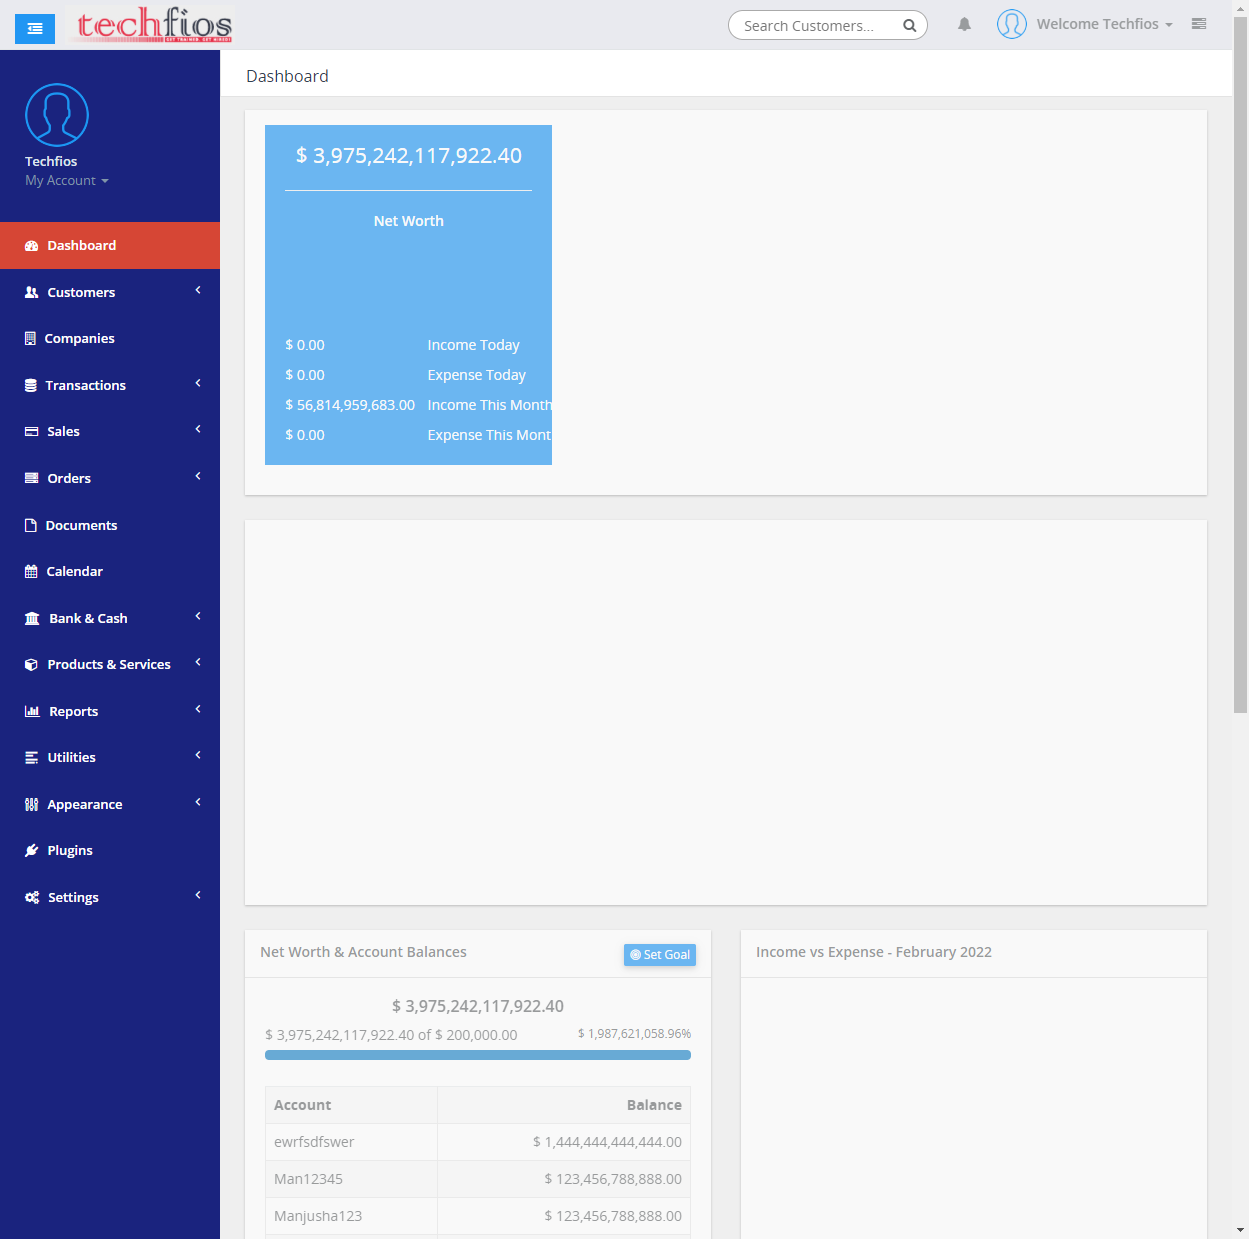 techfios
GET TRAINED. GET HIRED!
Search Customers...
Welcome Techfios
Techfios
My Account
Dashboard
Customers
Companies
Transactions
Sales
Orders
Documents
Calendar
Bank & Cash
Products & Services
Reports
Utilities
Appearance
Plugins
Settings
Dashboard
$ 3,975,242,117,922.40
Net Worth
$ 0.00 Income Today
$ 0.00 Expense Today
$ 56,814,959,683.00 Income This Month
$ 0.00 Expense This Mont
Net Worth & Account Balances
Set Goal
$ 3,975,242,117,922.40
$ 3,975,242,117,922.40 of $ 200,000.00 $ 1,987,621,058.96%
Account Balance
ewrfsdfswer $ 1,444,444,444,444.00
Man12345 $ 123,456,788,888.00
Manjusha123 $ 123,456,788,888.00
Income vs Expense - February 2022